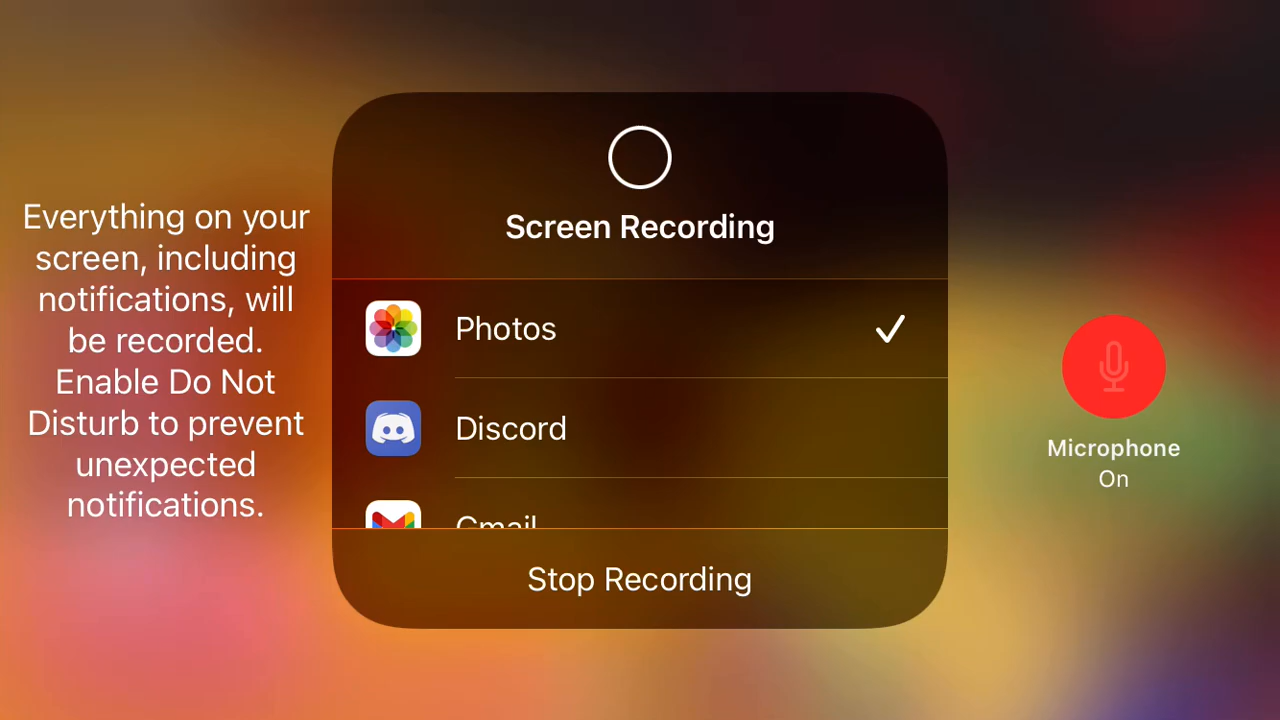 Everything on your
screen, including
notifications, will
be recorded.
Enable Do Not
Disturb to prevent
unexpected
notifications.
Screen Recording
Photos
Discord
Gmail
Stop Recording
Microphone
On